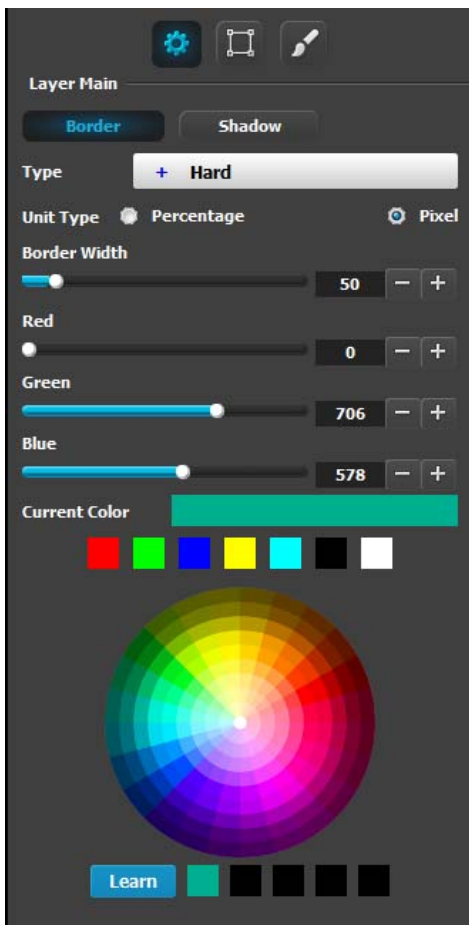 Layer Main
Border Shadow
Type + Hard
Unit Type Percentage Pixel
Border Width
50 − +
Red
0 − +
Green
706 − +
Blue
578 − +
Current Color
Learn